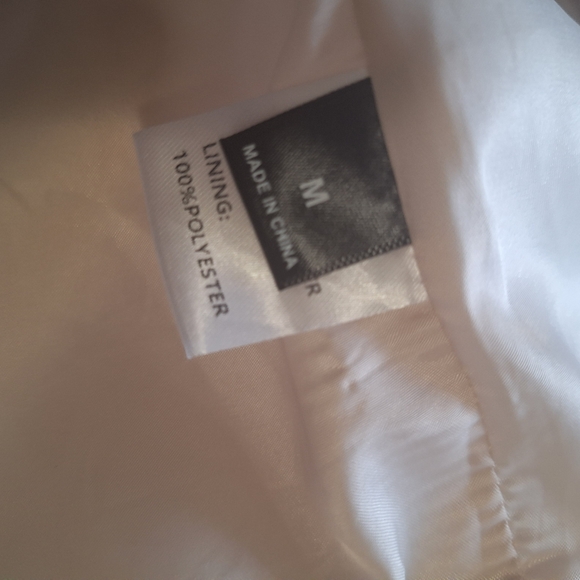 M
MADE IN CHINA
R
LINING:
100%POLYESTER